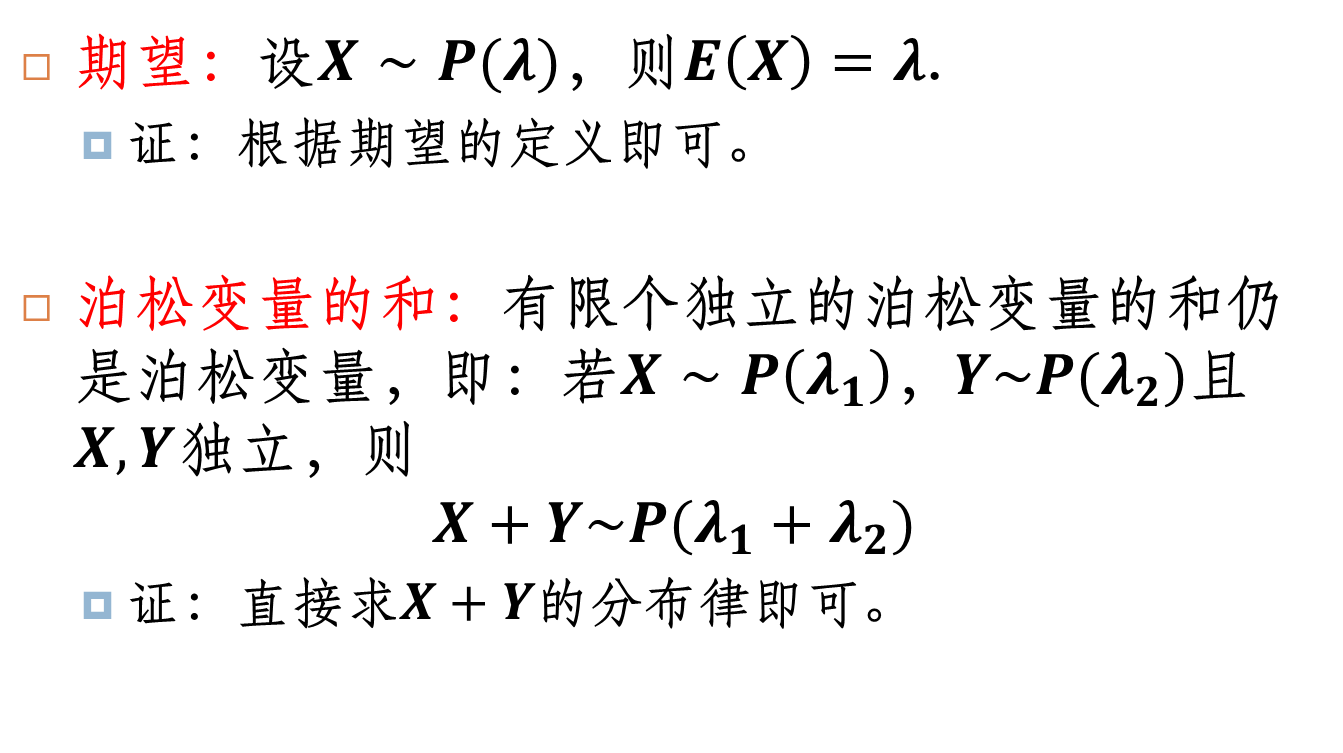 期望：设X ~ P(λ)，则E(X) = λ.
证：根据期望的定义即可。
泊松变量的和：有限个独立的泊松变量的和仍
是泊松变量，即：若X ~ P(λ₁)，Y~P(λ₂)且
X,Y独立，则
X + Y~P(λ₁ + λ₂)
证：直接求X + Y的分布律即可。